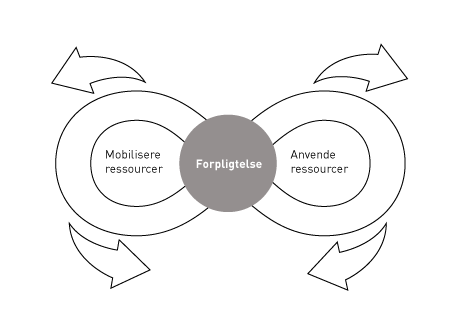 Mobilisere
ressourcer
Forpligtelse
Anvende
ressourcer